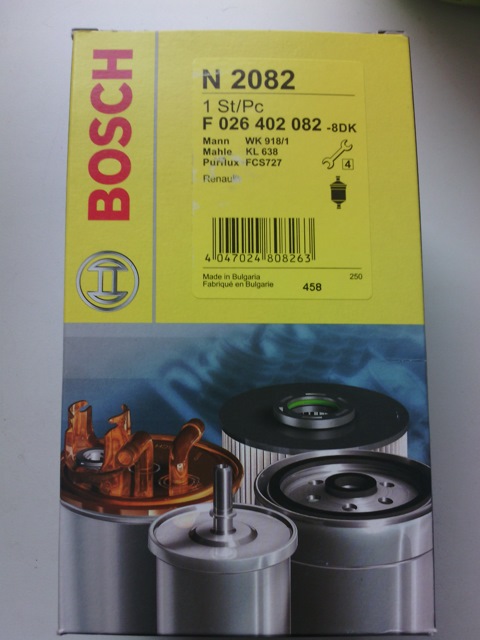 BOSCH
N 2082
1 St/Pc
F 026 402 082 -8DK
Mann WK 918/1
Mahle KL 638
Purflux FCS727
Renault
4
4 047024 808263
Made in Bulgaria 250
Fabriqué en Bulgarie 458